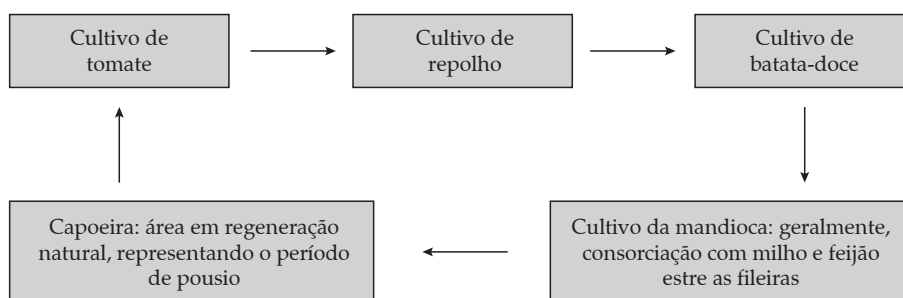 Cultivo de
tomate
Cultivo de
repolho
Cultivo de
batata-doce
Cultivo da mandioca: geralmente,
consorciação com milho e feijão
estre as fileiras
Capoeira: área em regeneração
natural, representando o período
de pousio